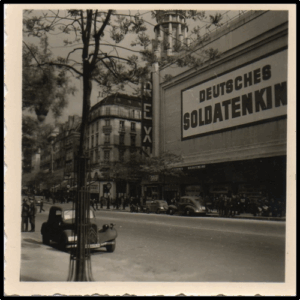 REX
DEUTSCHES
SOLDATENKIN